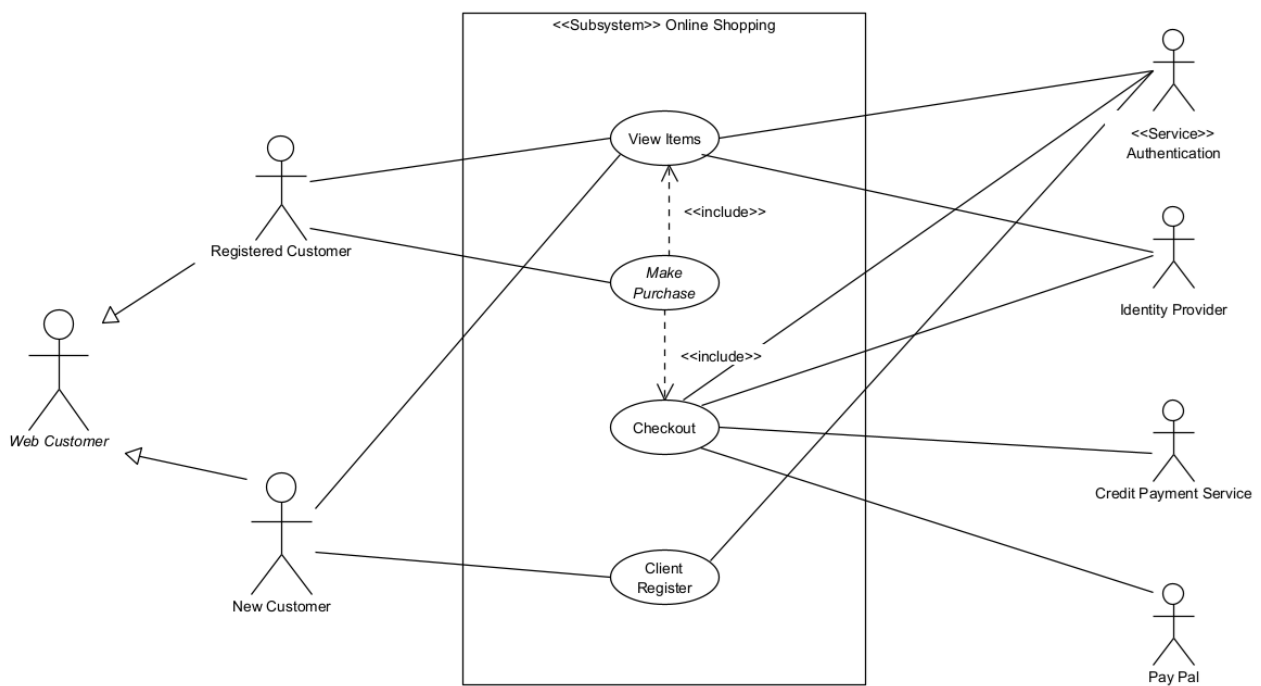 <<Subsystem>> Online Shopping
View Items
<<Service>>
Authentication
<<include>>
Registered Customer
Make
Purchase
Identity Provider
<<include>>
Web Customer
Checkout
Credit Payment Service
Client
Register
New Customer
Pay Pal